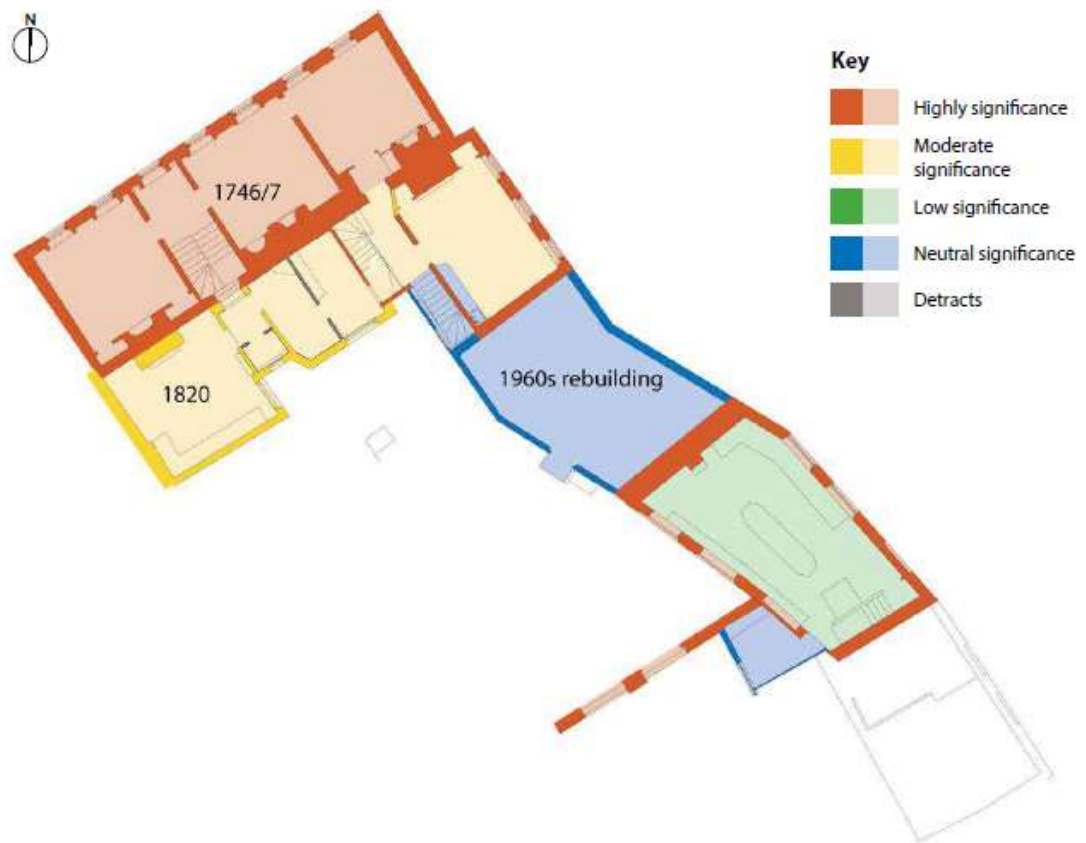 N
1746/7
1820
1960s rebuilding
Key
Highly significance
Moderate
significance
Low significance
Neutral significance
Detracts